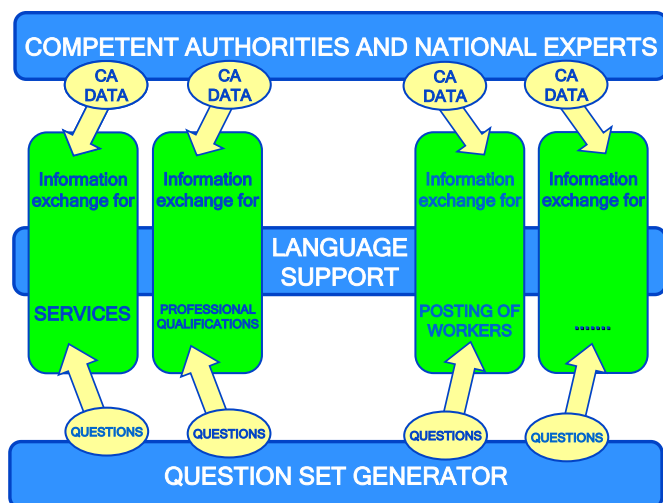 COMPETENT AUTHORITIES AND NATIONAL EXPERTS
CA
DATA
CA
DATA
CA
DATA
CA
DATA
Information
exchange for
Information
exchange for
Information
exchange for
Information
exchange for
LANGUAGE
SUPPORT
SERVICES
PROFESSIONAL
QUALIFICATIONS
POSTING OF
WORKERS
.......
QUESTIONS
QUESTIONS
QUESTIONS
QUESTIONS
QUESTION SET GENERATOR